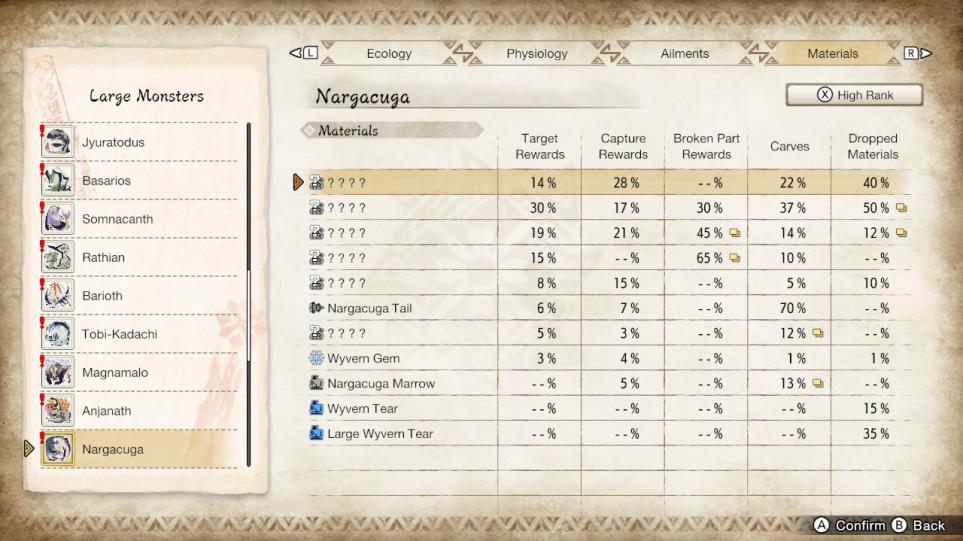 L Ecology Physiology Ailments Materials R
Large Monsters
Jyuratodus
Basarios
Somnacanth
Rathian
Barioth
Tobi-Kadachi
Magnamalo
Anjanath
Nargacuga
Nargacuga
X High Rank
Materials
Target Rewards Capture Rewards Broken Part Rewards Carves Dropped Materials
???? 14% 28% --% 22% 40%
???? 30% 17% 30% 37% 50%
???? 19% 21% 45% 14% 12%
???? 15% --% 65% 10% --%
???? 8% 15% --% 5% 10%
Nargacuga Tail 6% 7% --% 70% --%
???? 5% 3% --% 12% --%
Wyvern Gem 3% 4% --% 1% 1%
Nargacuga Marrow --% 5% --% 13% --%
Wyvern Tear --% --% --% --% 15%
Large Wyvern Tear --% --% --% --% 35%
A Confirm B Back